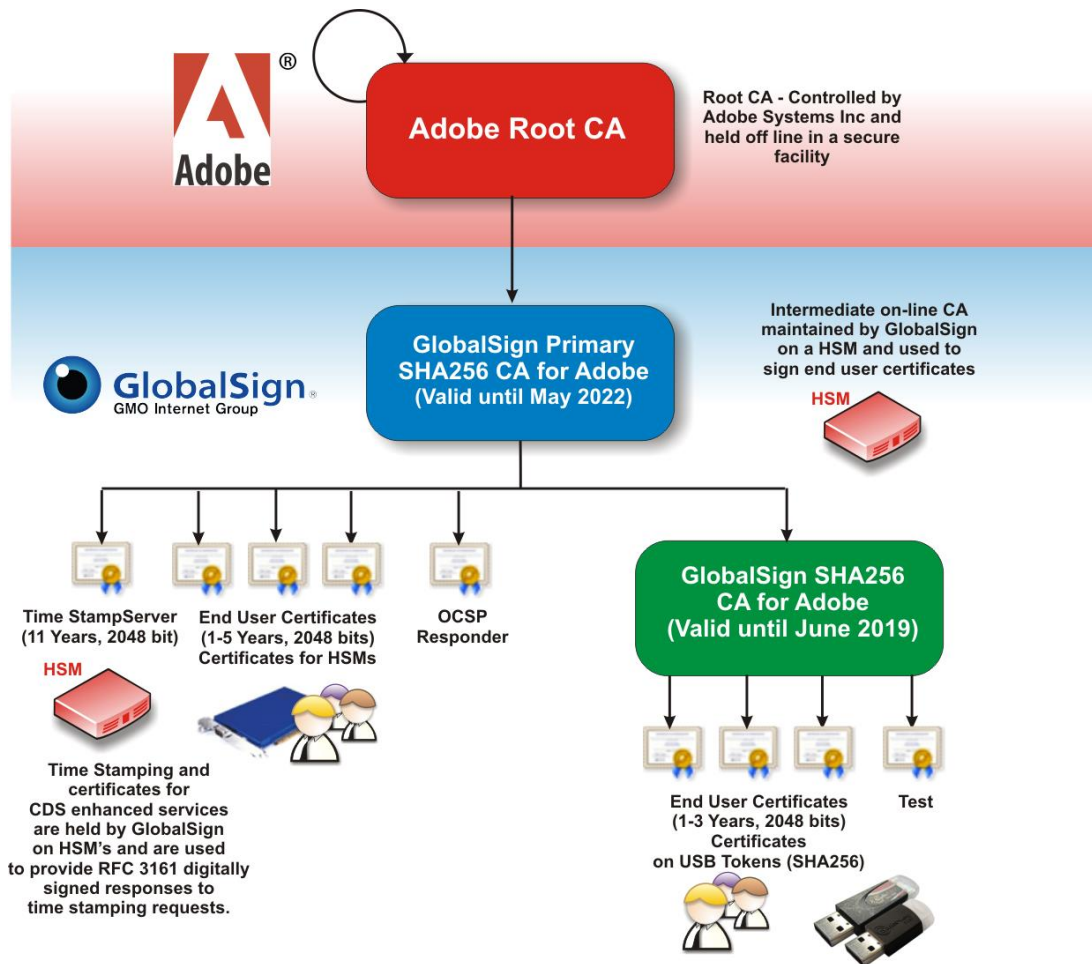 ®
Adobe
Adobe Root CA
Root CA - Controlled by
Adobe Systems Inc and
held off line in a secure
facility
GlobalSign Primary
SHA256 CA for Adobe
(Valid until May 2022)
Intermediate on-line CA
maintained by GlobalSign
on a HSM and used to
sign end user certificates
HSM
GlobalSign®
GMO Internet Group
Time StampServer
(11 Years, 2048 bit)
HSM
Time Stamping and
certificates for
CDS enhanced services
are held by GlobalSign
on HSM's and are used
to provide RFC 3161 digitally
signed responses to
time stamping requests.
End User Certificates
(1-5 Years, 2048 bits)
Certificates for HSMs
OCSP
Responder
GlobalSign SHA256
CA for Adobe
(Valid until June 2019)
End User Certificates
(1-3 Years, 2048 bits)
Certificates
on USB Tokens (SHA256)
Test